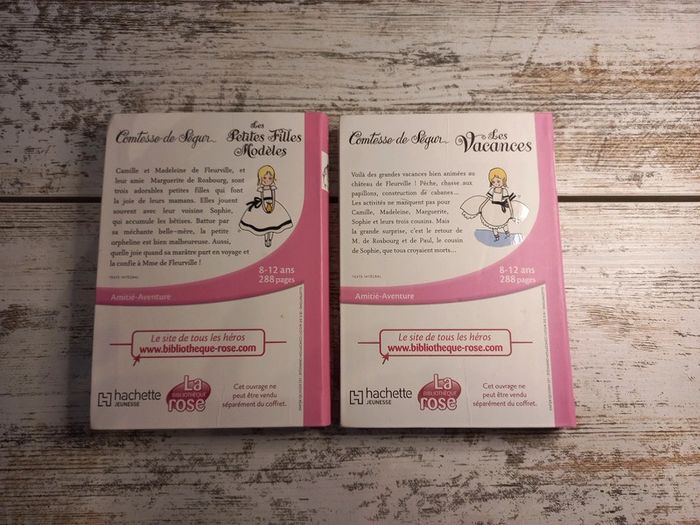 Comtesse de Ségur
Les
Petites Filles
Modèles
Camille et Madeleine de Fleurville, et
leur amie Marguerite de Rosbourg, sont
trois adorables petites filles qui font
la joie de leurs mamans. Elles jouent
souvent avec leur voisine Sophie,
qui accumule les bêtises. Battue par
sa méchante belle-mère, la petite
orpheline est bien malheureuse. Aussi,
quelle joie quand sa marâtre part en voyage et
la confie à Mme de Fleurville !
TEXTE INTÉGRAL
8-12 ans
288 pages
Amitié-Aventure
Le site de tous les héros
www.bibliotheque-rose.com
hachette
JEUNESSE
La
BIBLIOTHÈQUE
rose
Cet ouvrage ne
peut être vendu
séparément du coffret.
Comtesse de Ségur
Les
Vacances
Voilà des grandes vacances bien animées au
château de Fleurville ! Pêche, chasse aux
papillons, construction de cabanes...
Les activités ne manquent pas pour
Camille, Madeleine, Marguerite,
Sophie et leurs trois cousins. Mais
la grande surprise, c'est le retour de
M. de Rosbourg et de Paul, le cousin
de Sophie, que tous croyaient morts...
TEXTE INTÉGRAL
8-12 ans
288 pages
Amitié-Aventure
Le site de tous les héros
www.bibliotheque-rose.com
hachette
JEUNESSE
La
BIBLIOTHÈQUE
rose
Cet ouvrage ne
peut être vendu
séparément du coffret.